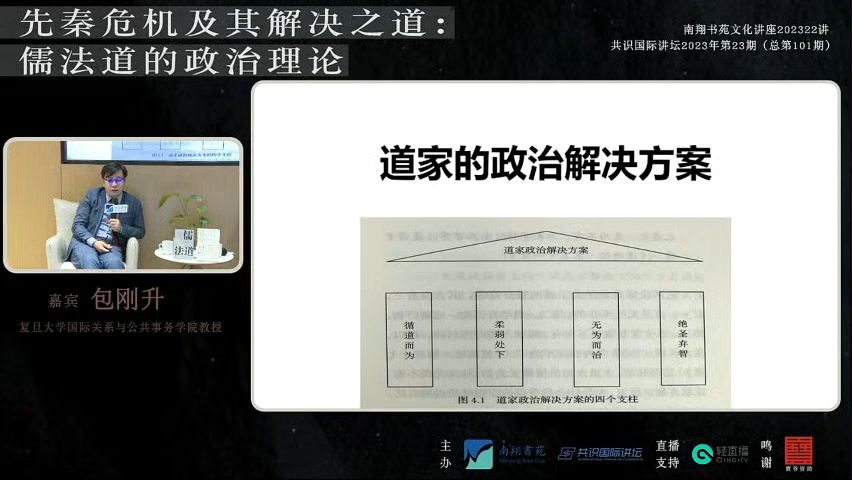 先秦危机及其解决之道：
儒法道的政治理论
南翔书苑文化讲座202322讲
共识国际讲坛2023年第23期（总第101期）
道家的政治解决方案
道家政治解决方案
循道而为
柔弱处下
无为而治
绝圣弃智
图 4.1 道家政治解决方案的四个支柱
儒
法道
嘉宾 包刚升
复旦大学国际关系与公共事务学院教授
主办
南翔書苑
共识国际讲坛
直播支持
轻直播
Qing·tv
鸣谢